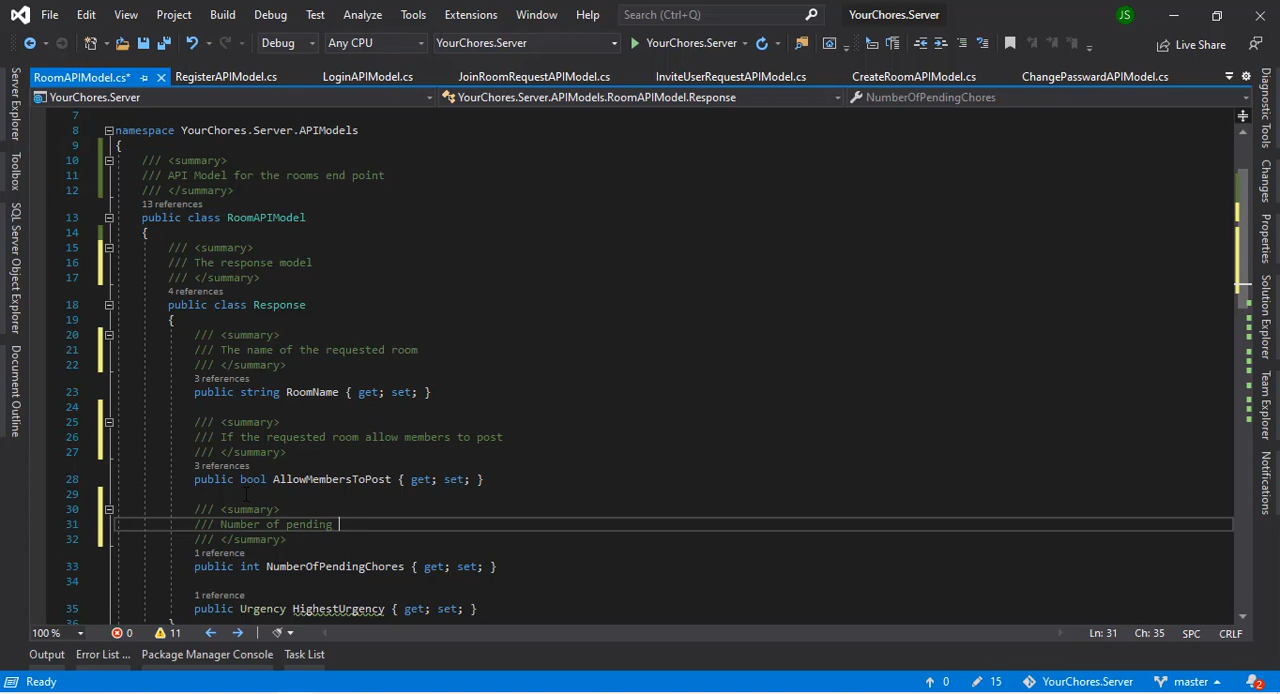 File Edit View Project Build Debug Test Analyze Tools Extensions Window Help Search (Ctrl+Q) YourChores.Server JS
Debug Any CPU YourChores.Server YourChores.Server Live Share
RoomAPIModel.cs* RegisterAPIModel.cs LoginAPIModel.cs JoinRoomRequestAPIModel.cs InviteUserRequestAPIModel.cs CreateRoomAPIModel.cs ChangePasswardAPIModel.cs
YourChores.Server YourChores.Server.APIModels.RoomAPIModel.Response NumberOfPendingChores
Server Explorer
Toolbox
SQL Server Object Explorer
Document Outline
7
8 namespace YourChores.Server.APIModels
9 {
10 /// <summary>
11 /// API Model for the rooms end point
12 /// </summary>
13 references
13 public class RoomAPIModel
14 {
15 /// <summary>
16 /// The response model
17 /// </summary>
4 references
18 public class Response
19 {
20 /// <summary>
21 /// The name of the requested room
22 /// </summary>
3 references
23 public string RoomName { get; set; }
24
25 /// <summary>
26 /// If the requested room allow members to post
27 /// </summary>
3 references
28 public bool AllowMembersToPost { get; set; }
29
30 /// <summary>
31 /// Number of pending
32 /// </summary>
1 reference
33 public int NumberOfPendingChores { get; set; }
34
1 reference
35 public Urgency HighestUrgency { get; set; }
36 }
Diagnostic Tools
Changes
Properties
Solution Explorer
Team Explorer
Notifications
100 % 0 11 Ln: 31 Ch: 35 SPC CRLF
Output Error List ... Package Manager Console Task List
Ready 0 15 YourChores.Server master 2